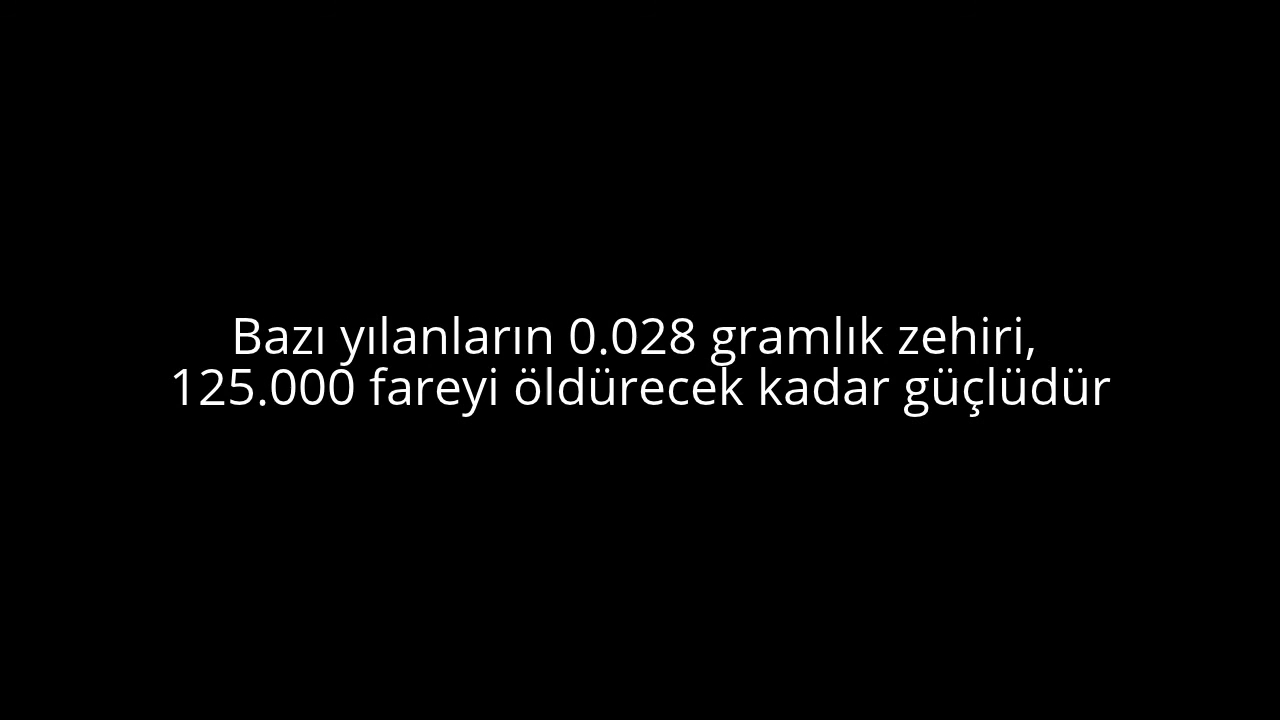 Bazı yılanların 0.028 gramlık zehiri,
125.000 fareyi öldürecek kadar güçlüdür